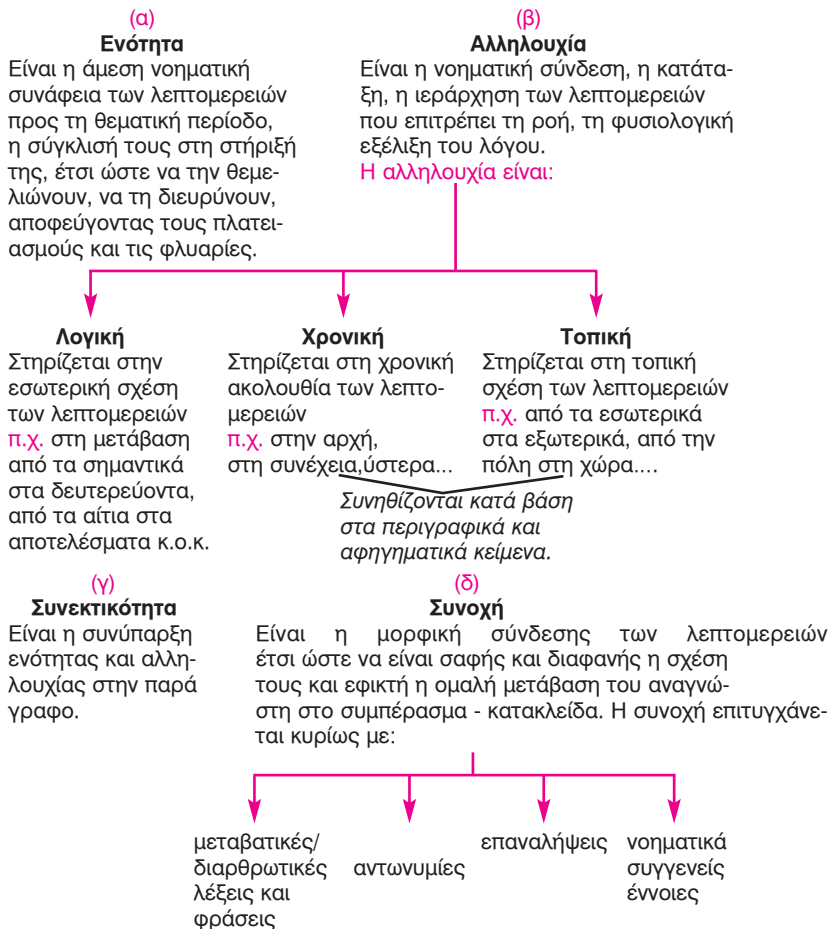 (α)
Ενότητα
Είναι η άμεση νοηματική
συνάφεια των λεπτομερειών
προς τη θεματική περίοδο,
η σύγκλισή τους στη στήριξή
της, έτσι ώστε να την θεμε-
λιώνουν, να τη διευρύνουν,
αποφεύγοντας τους πλατει-
ασμούς και τις φλυαρίες.
(β)
Αλληλουχία
Είναι η νοηματική σύνδεση, η κατάτα-
ξη, η ιεράρχηση των λεπτομερειών
που επιτρέπει τη ροή, τη φυσιολογική
εξέλιξη του λόγου.
Η αλληλουχία είναι:
Λογική
Στηρίζεται στην
εσωτερική σχέση
των λεπτομερειών
π.χ. στη μετάβαση
από τα σημαντικά
στα δευτερεύοντα,
από τα αίτια στα
αποτελέσματα κ.ο.κ.
Χρονική
Στηρίζεται στη χρονική
ακολουθία των λεπτο-
μερειών
π.χ. στην αρχή,
στη συνέχεια,ύστερα...
Τοπική
Στηρίζεται στη τοπική
σχέση των λεπτομερειών
π.χ. από τα εσωτερικά
στα εξωτερικά, από την
πόλη στη χώρα....
Συνηθίζονται κατά βάση
στα περιγραφικά και
αφηγηματικά κείμενα.
(γ)
Συνεκτικότητα
Είναι η συνύπαρξη
ενότητας και αλλη-
λουχίας στην παρά
γραφο.
(δ)
Συνοχή
Είναι η μορφική σύνδεσης των λεπτομερειών
έτσι ώστε να είναι σαφής και διαφανής η σχέση
τους και εφικτή η ομαλή μετάβαση του αναγνώ-
στη στο συμπέρασμα - κατακλείδα. Η συνοχή επιτυγχάνε-
ται κυρίως με:
μεταβατικές/
διαρθρωτικές
λέξεις και
φράσεις
αντωνυμίες
επαναλήψεις
νοηματικά
συγγενείς
έννοιες